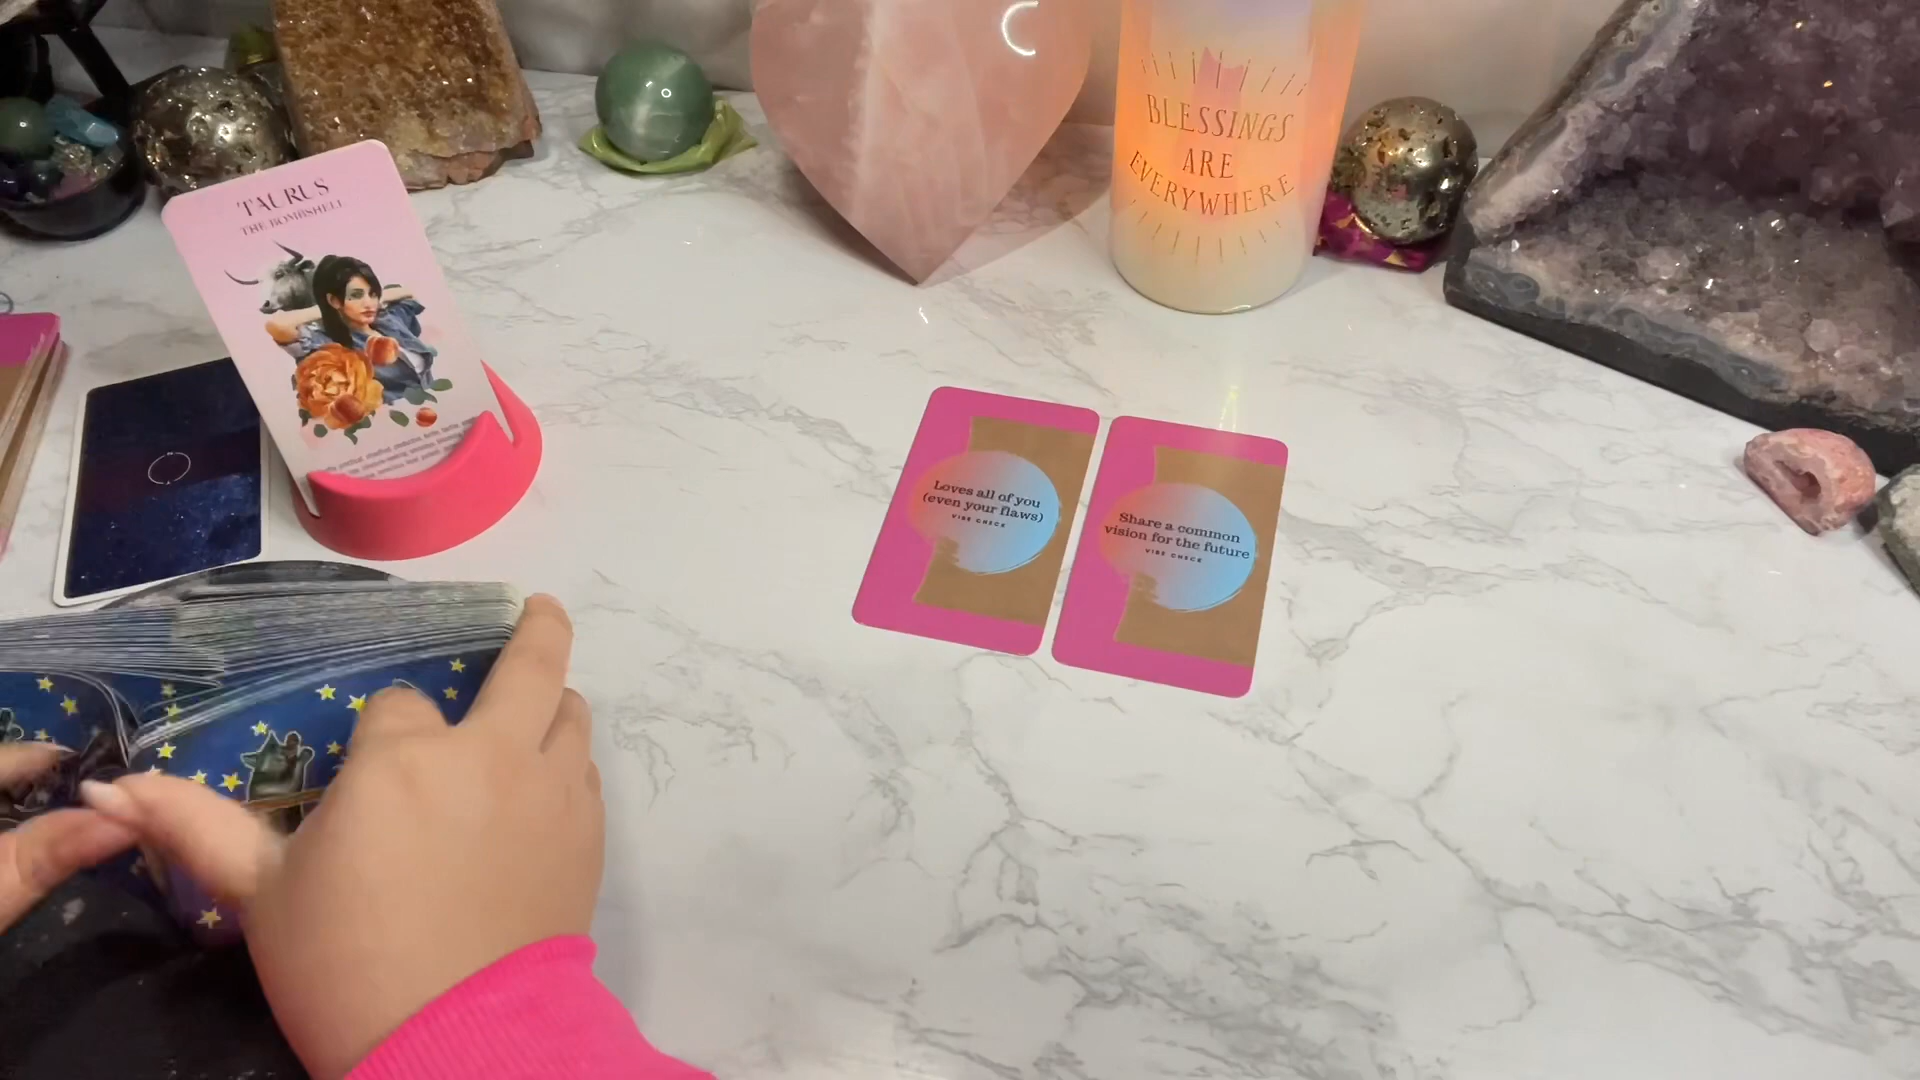 TAURUS
THE BOMBSHELL
BLESSINGS
ARE
EVERYWHERE
Loves all of you
(even your flaws)
VIBE CHECK
Share a common
vision for the future
VIBE CHECK